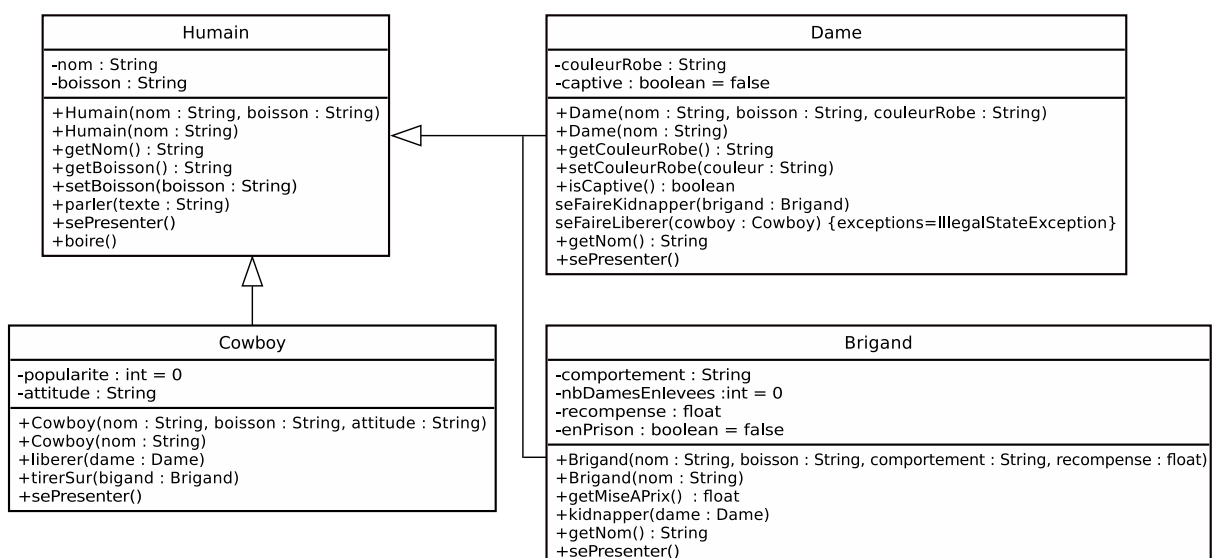 Humain
-nom : String
-boisson : String
+Humain(nom : String, boisson : String)
+Humain(nom : String)
+getNom() : String
+getBoisson() : String
+setBoisson(boisson : String)
+parler(texte : String)
+sePresenter()
+boire()
Dame
-couleurRobe : String
-captive : boolean = false
+Dame(nom : String, boisson : String, couleurRobe : String)
+Dame(nom : String)
+getCouleurRobe() : String
+setCouleurRobe(couleur : String)
+isCaptive() : boolean
seFaireKidnapper(brigand : Brigand)
seFaireLiberer(cowboy : Cowboy) {exceptions=IllegalStateException}
+getNom() : String
+sePresenter()
Cowboy
-popularite : int = 0
-attitude : String
+Cowboy(nom : String, boisson : String, attitude : String)
+Cowboy(nom : String)
+liberer(dame : Dame)
+tirerSur(bigand : Brigand)
+sePresenter()
Brigand
-comportement : String
-nbDamesEnlevees :int = 0
-recompense : float
-enPrison : boolean = false
+Brigand(nom : String, boisson : String, comportement : String, recompense : float)
+Brigand(nom : String)
+getMiseAPrix() : float
+kidnapper(dame : Dame)
+getNom() : String
+sePresenter()